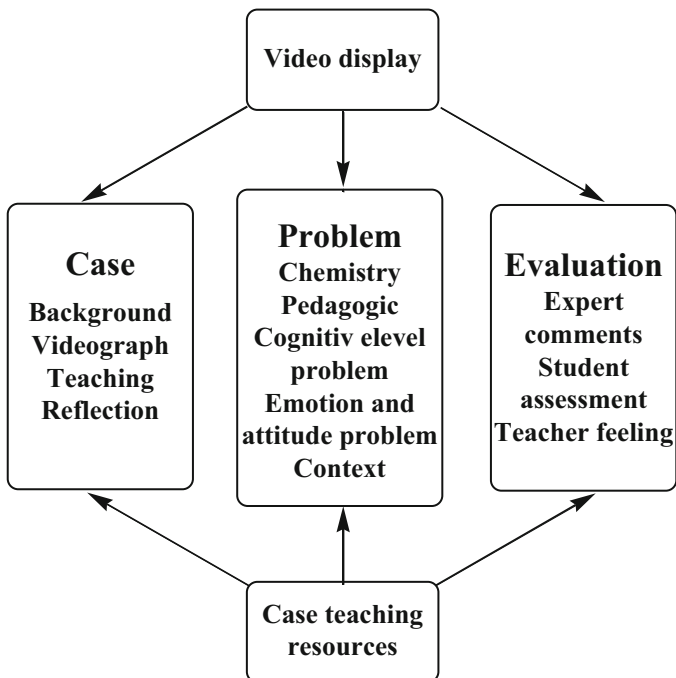 Video display
Case
Background
Videograph
Teaching
Reflection
Problem
Chemistry
Pedagogic
Cognitiv elevel
problem
Emotion and
attitude problem
Context
Evaluation
Expert
comments
Student
assessment
Teacher feeling
Case teaching
resources